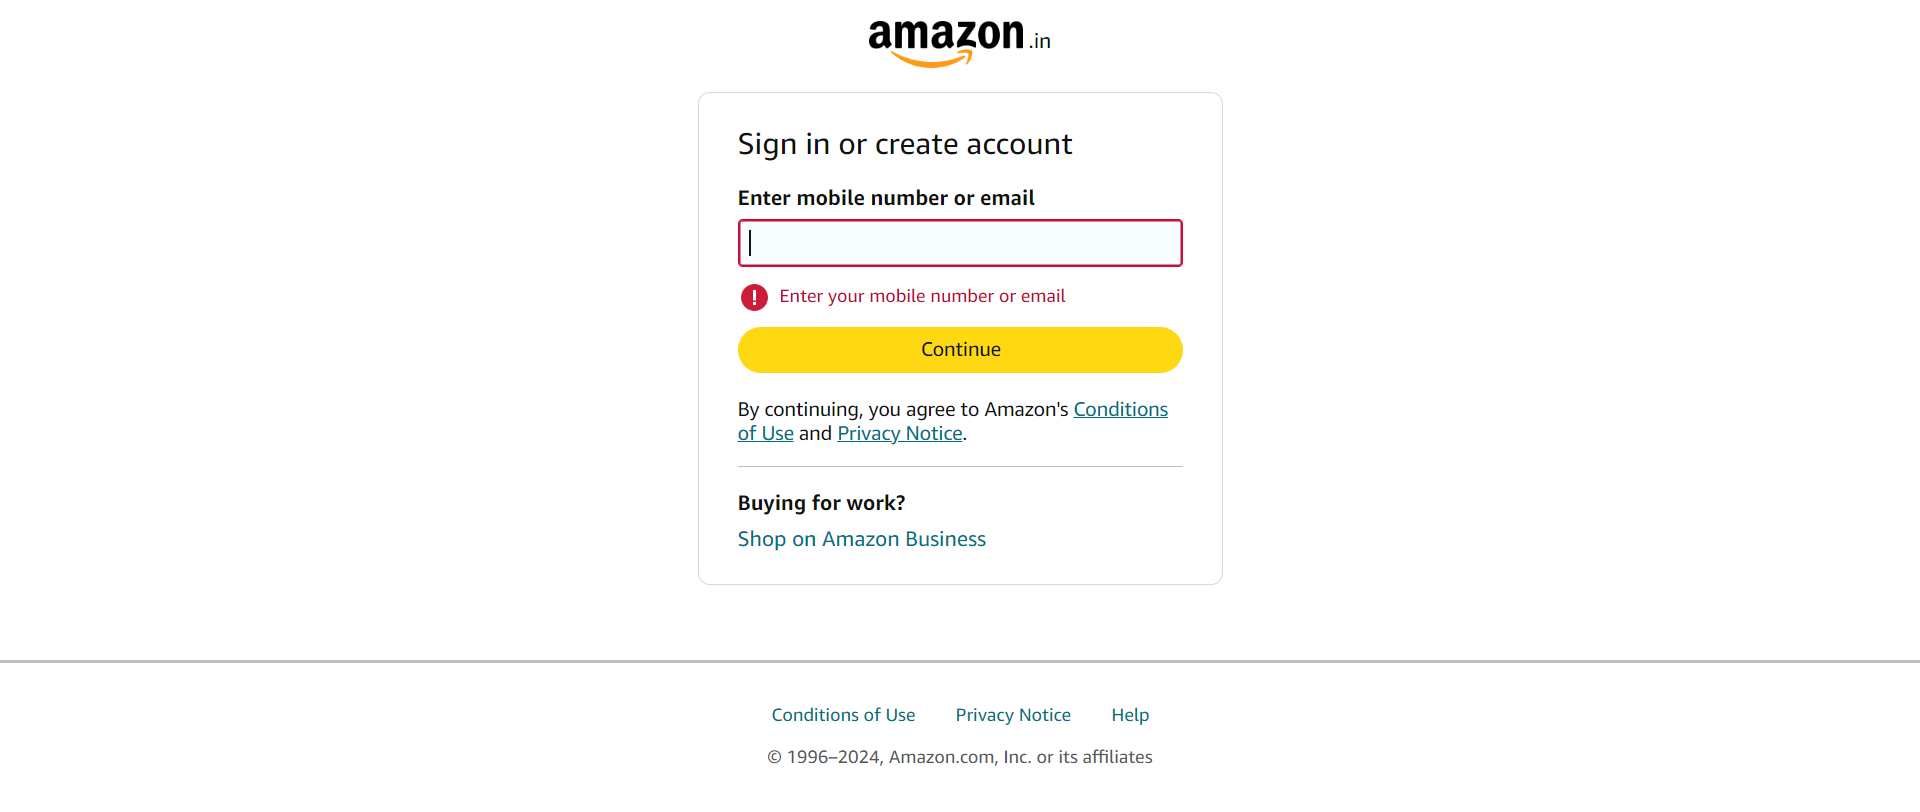 amazon.in
Sign in or create account
Enter mobile number or email
Enter your mobile number or email
Continue
By continuing, you agree to Amazon's Conditions
of Use and Privacy Notice.
Buying for work?
Shop on Amazon Business
Conditions of Use Privacy Notice Help
© 1996–2024, Amazon.com, Inc. or its affiliates